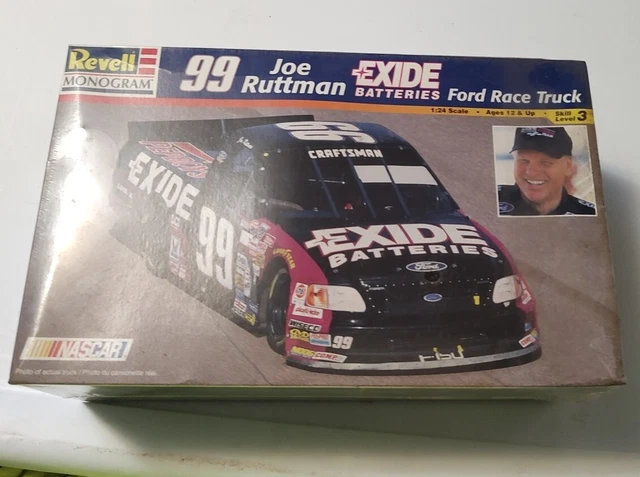 Revell
MONOGRAM
99 Joe Ruttman EXIDE BATTERIES Ford Race Truck
1:24 Scale • Ages 12 & Up • Skill Level 3
CRAFTSMAN
EXIDE
99
EXIDE
BATTERIES
Ford
99
NASCAR
Photo of actual truck / Photo du camionnette réel.